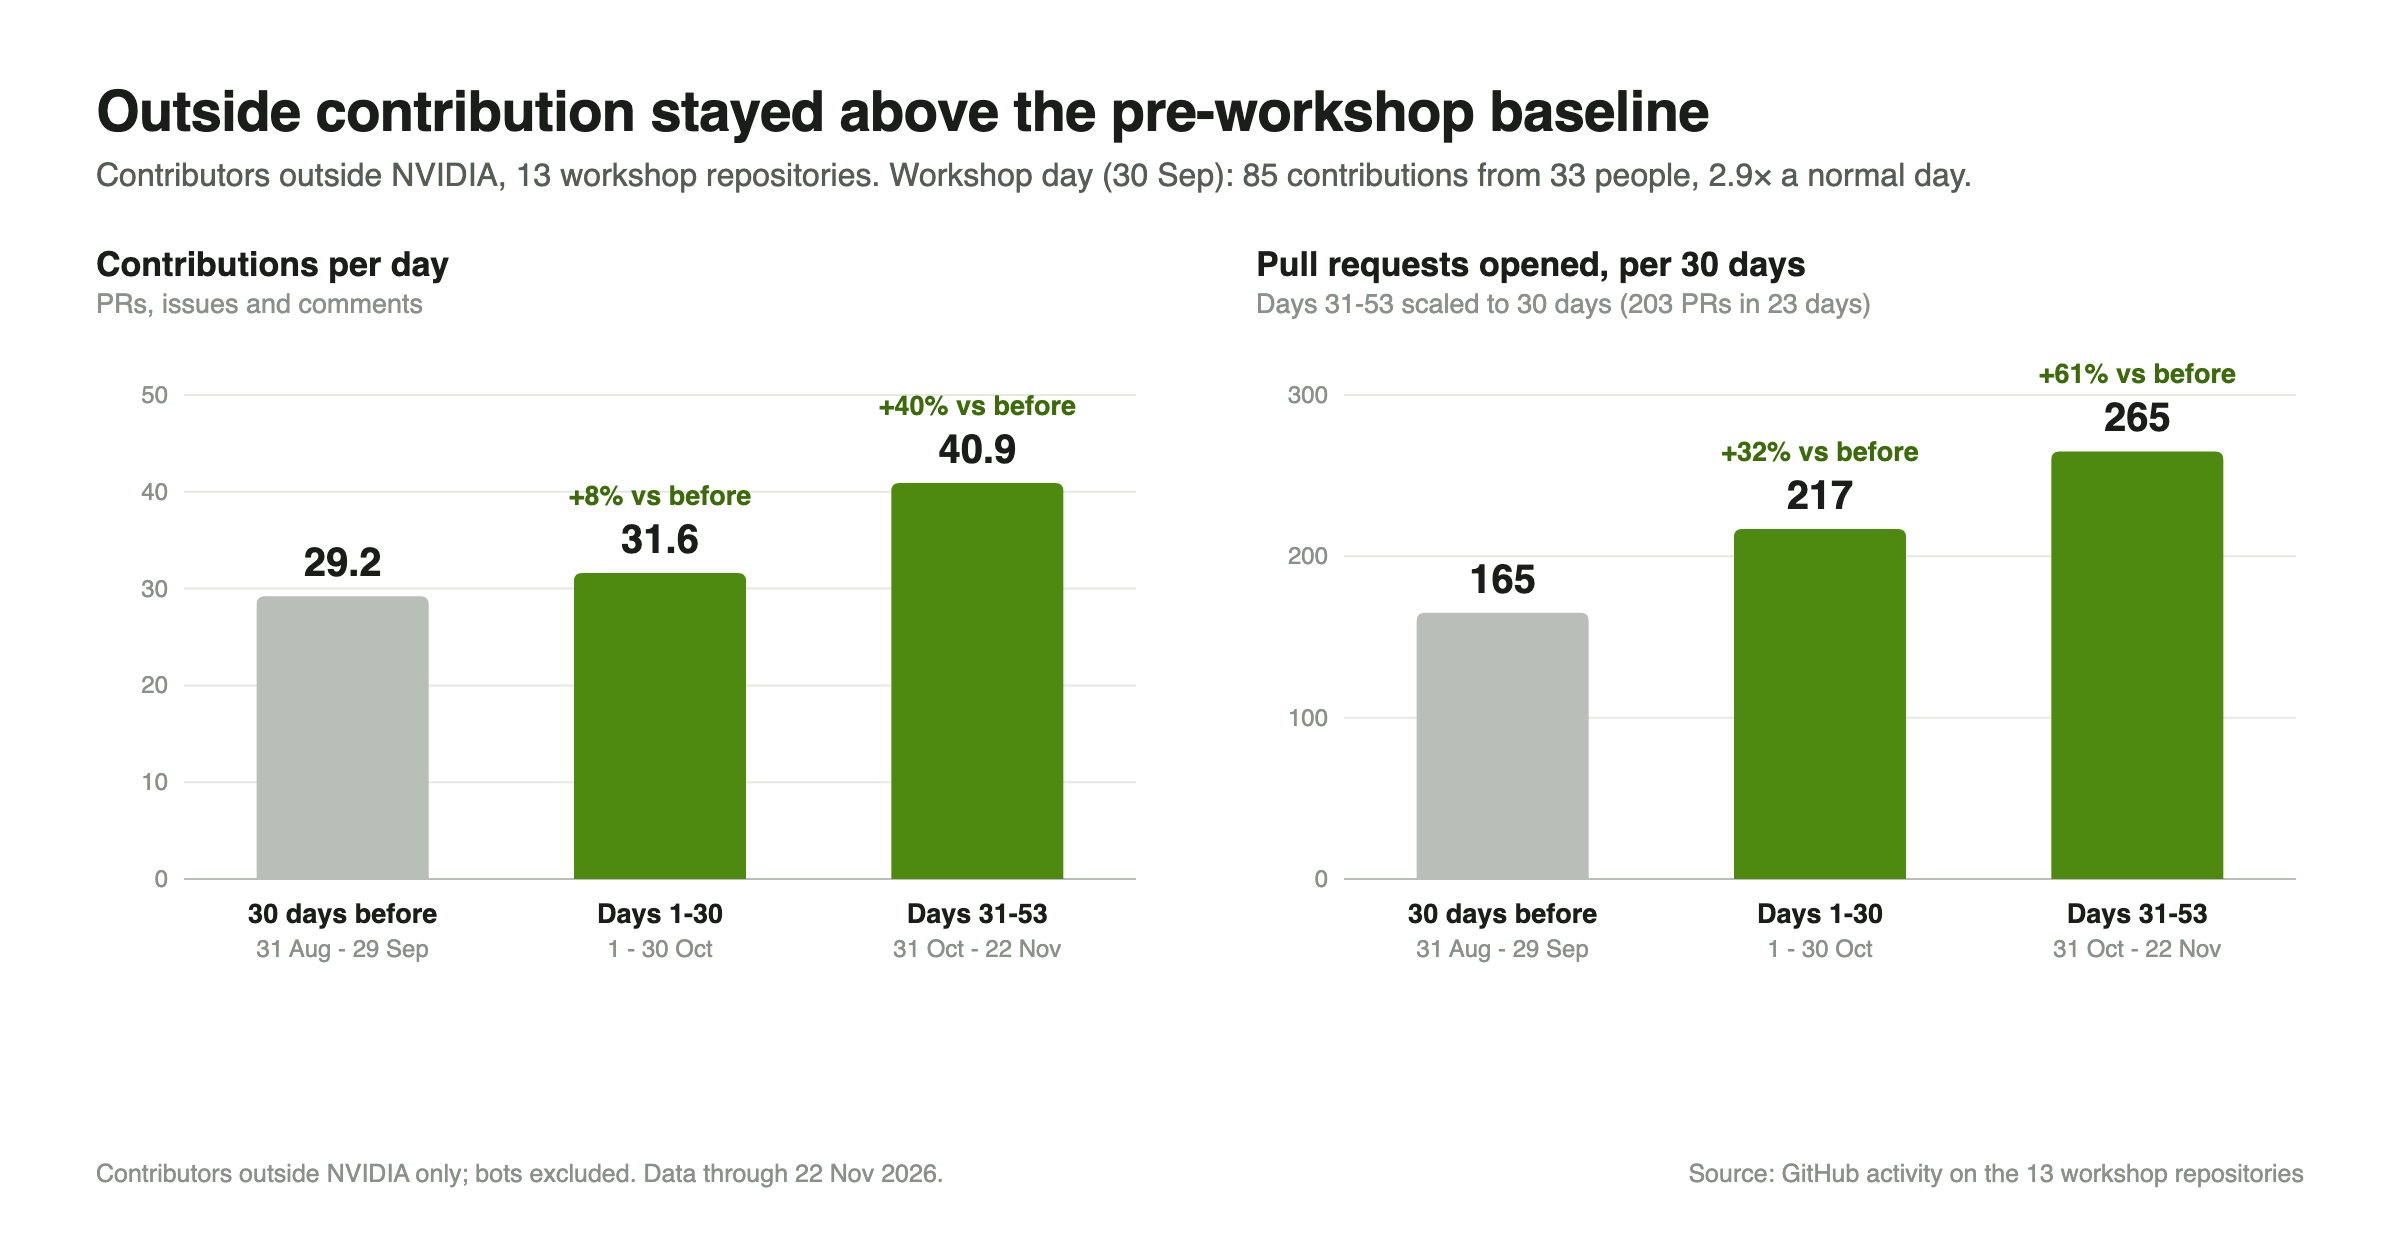 Outside contribution stayed above the pre-workshop baseline
Contributors outside NVIDIA, 13 workshop repositories. Workshop day (30 Sep): 85 contributions from 33 people, 2.9× a normal day.
Contributions per day
PRs, issues and comments
50
40
30
20
10
0
29.2
+8% vs before
31.6
+40% vs before
40.9
30 days before
31 Aug - 29 Sep
Days 1-30
1 - 30 Oct
Days 31-53
31 Oct - 22 Nov
Pull requests opened, per 30 days
Days 31-53 scaled to 30 days (203 PRs in 23 days)
300
200
100
0
165
+32% vs before
217
+61% vs before
265
30 days before
31 Aug - 29 Sep
Days 1-30
1 - 30 Oct
Days 31-53
31 Oct - 22 Nov
Contributors outside NVIDIA only; bots excluded. Data through 22 Nov 2026.
Source: GitHub activity on the 13 workshop repositories